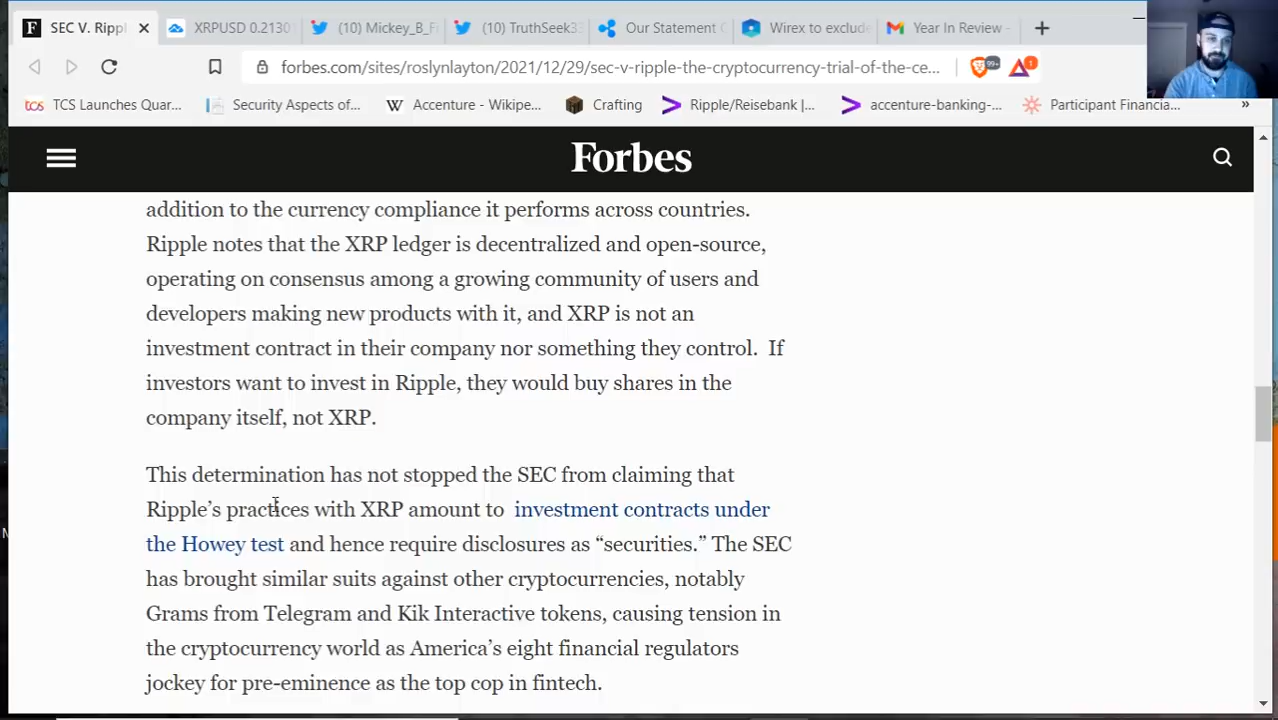 SEC V. Rippl
XRPUSD 0.2130
(10) Mickey_B_F
(10) TruthSeek33
Our Statement
Wirex to exclude
Year In Review -
forbes.com/sites/roslynlayton/2021/12/29/sec-v-ripple-the-cryptocurrency-trial-of-the-ce...
99+
1
tcs TCS Launches Quar...
Security Aspects of...
W Accenture - Wikipe...
Crafting
Ripple/Reisebank |...
accenture-banking-...
Participant Financia...
»
Forbes
addition to the currency compliance it performs across countries.
Ripple notes that the XRP ledger is decentralized and open-source,
operating on consensus among a growing community of users and
developers making new products with it, and XRP is not an
investment contract in their company nor something they control.  If
investors want to invest in Ripple, they would buy shares in the
company itself, not XRP.
This determination has not stopped the SEC from claiming that
Ripple’s practices with XRP amount to  investment contracts under
the Howey test and hence require disclosures as “securities.” The SEC
has brought similar suits against other cryptocurrencies, notably
Grams from Telegram and Kik Interactive tokens, causing tension in
the cryptocurrency world as America’s eight financial regulators
jockey for pre-eminence as the top cop in fintech.